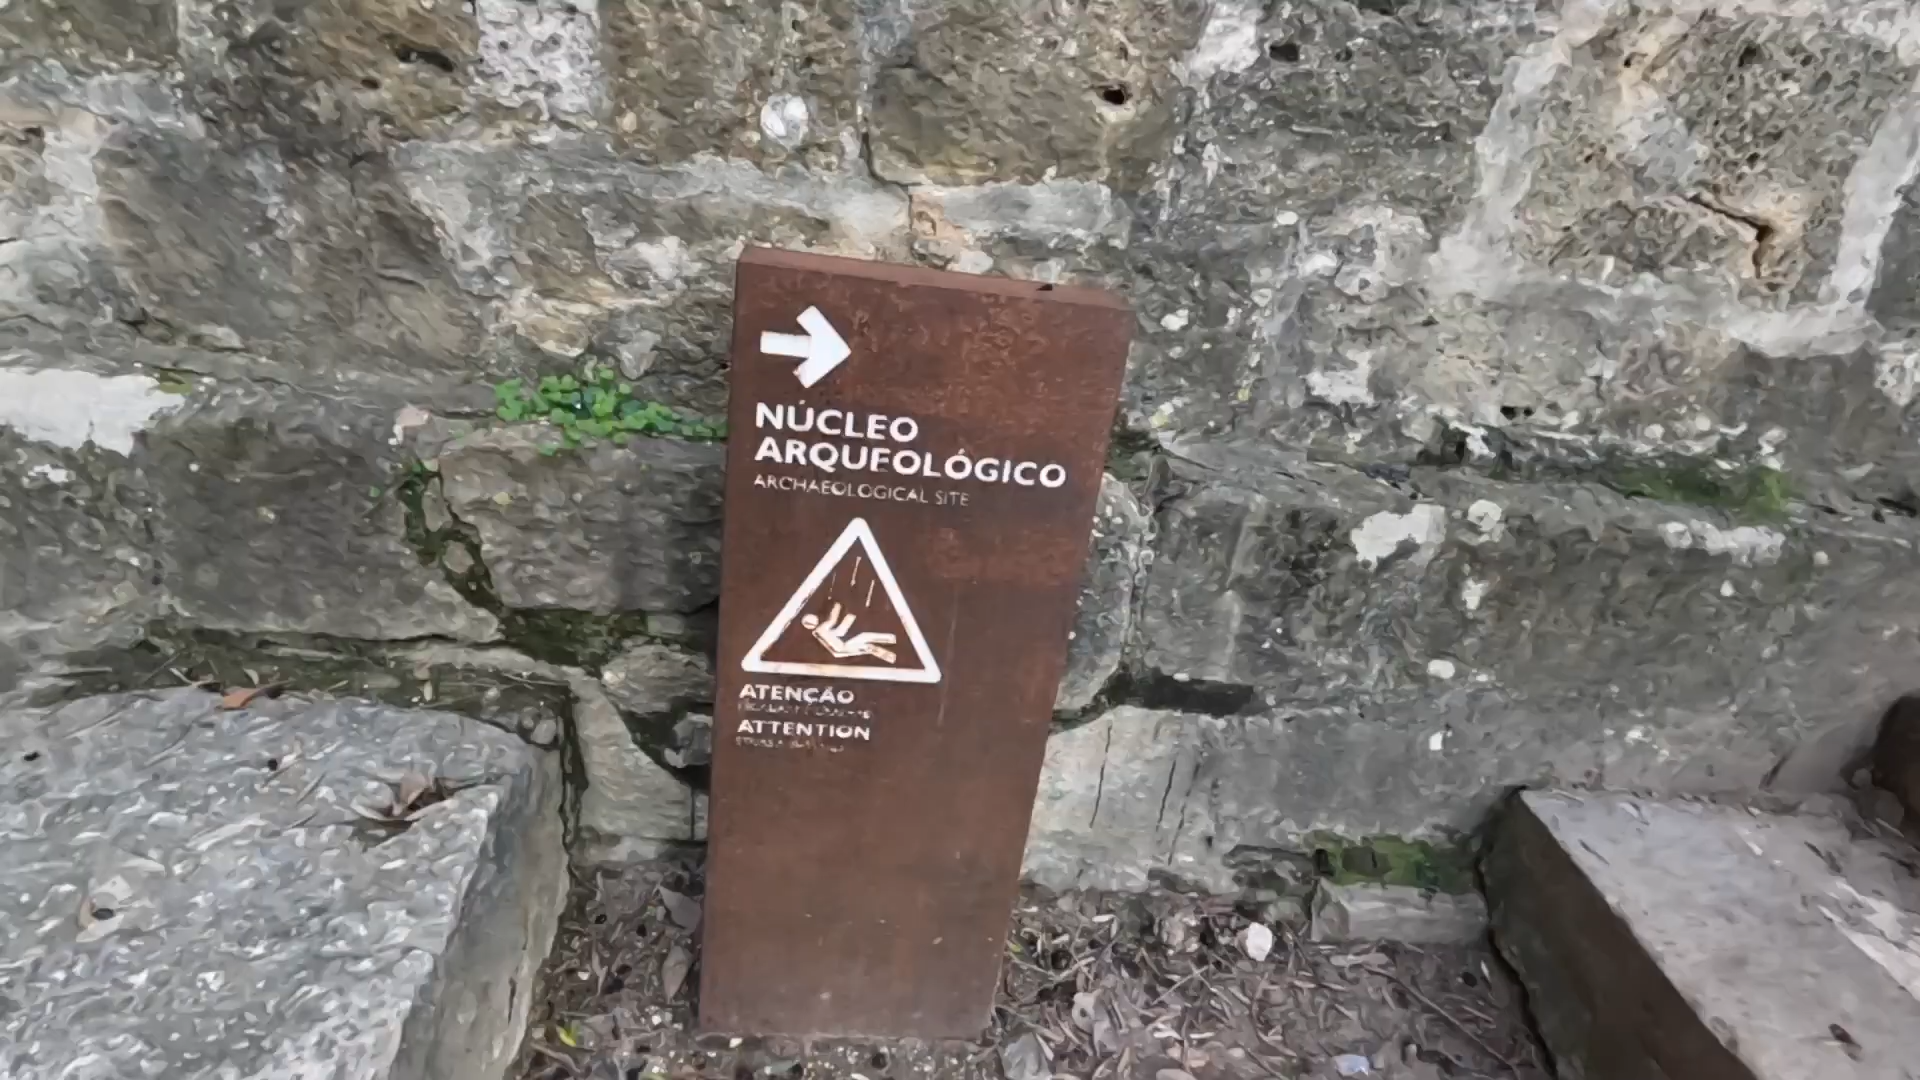 NÚCLEO
ARQUEOLÓGICO
ARCHAEOLOGICAL SITE
ATENÇÃO
ATTENTION